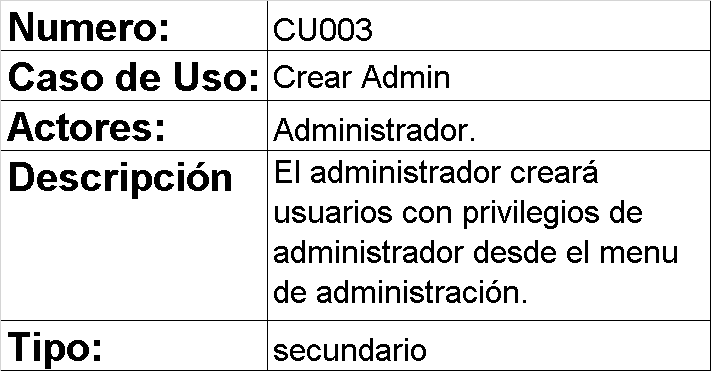 Numero: CU003
Caso de Uso: Crear Admin
Actores: Administrador.
Descripción El administrador creará
usuarios con privilegios de
administrador desde el menu
de administración.
Tipo: secundario